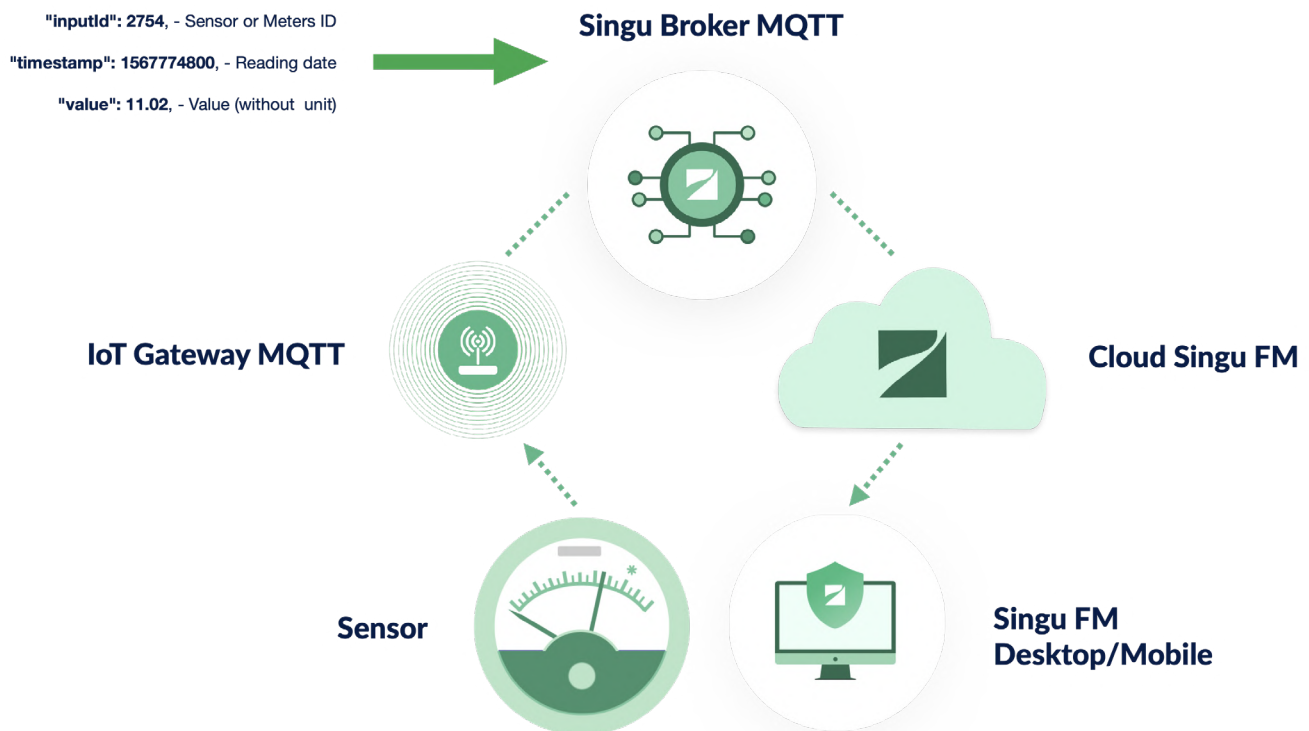 "inputId": 2754, - Sensor or Meters ID
"timestamp": 1567774800, - Reading date
"value": 11.02, - Value (without unit)
Singu Broker MQTT
IoT Gateway MQTT
Cloud Singu FM
Sensor
Singu FM
Desktop/Mobile